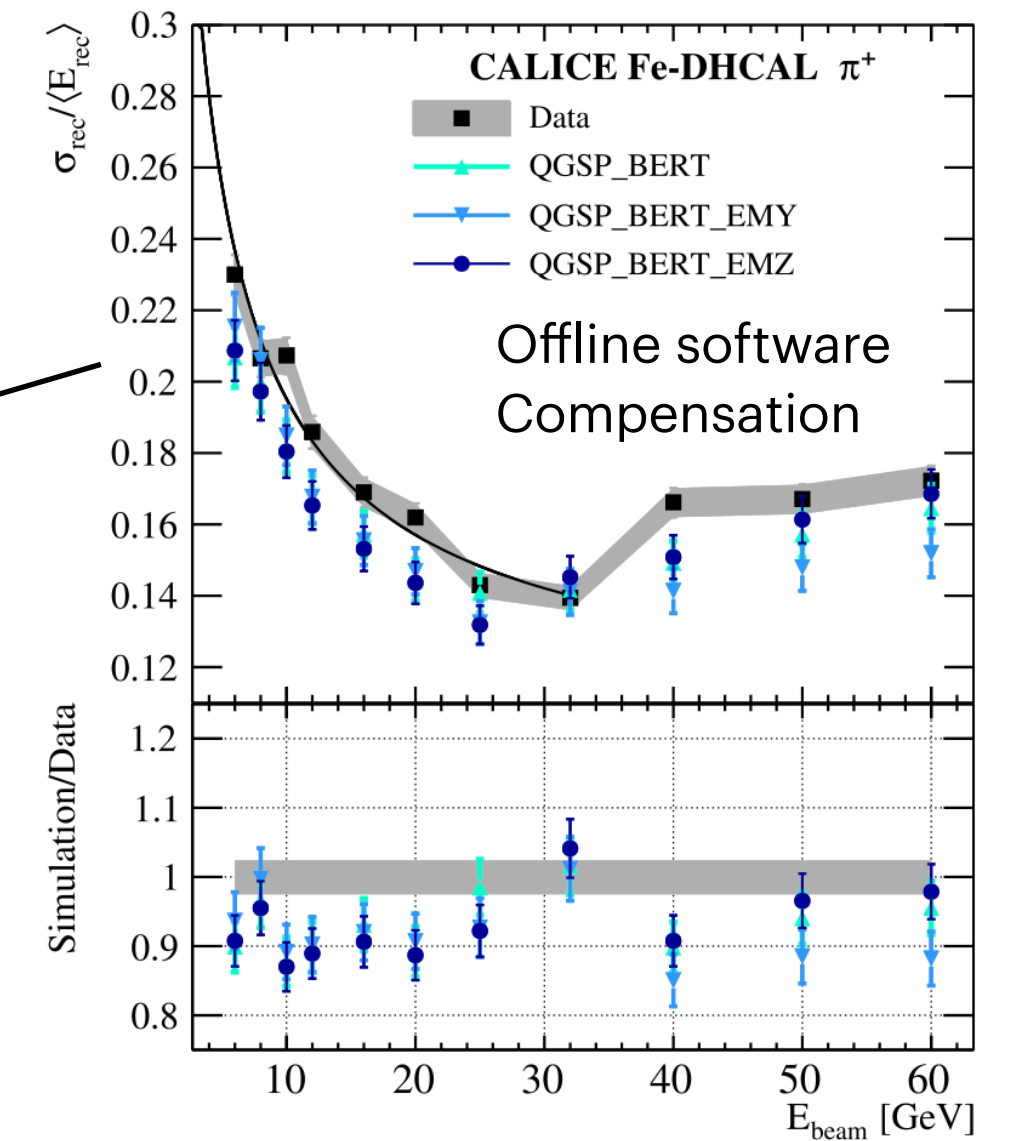 σrec/⟨Erec⟩
0.3
0.28
0.26
0.24
0.22
0.2
0.18
0.16
0.14
0.12
CALICE Fe-DHCAL π+
Data
QGSP_BERT
QGSP_BERT_EMY
QGSP_BERT_EMZ
Offline software
Compensation
Simulation/Data
1.2
1.1
1
0.9
0.8
10 20 30 40 50 60
Ebeam [GeV]